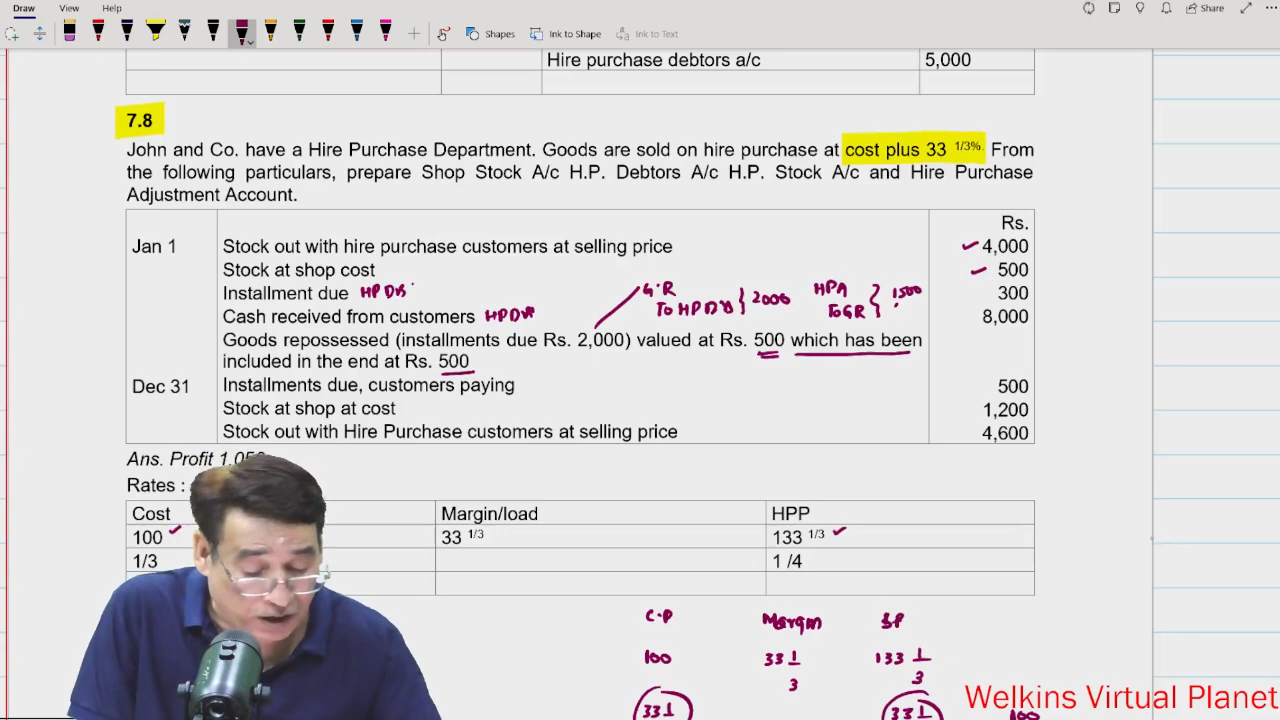 Draw View Help
Share
Shapes Ink to Shape Ink to Text
Hire purchase debtors a/c 5,000
7.8
John and Co. have a Hire Purchase Department. Goods are sold on hire purchase at cost plus 33 1/3%. From
the following particulars, prepare Shop Stock A/c H.P. Debtors A/c H.P. Stock A/c and Hire Purchase
Adjustment Account.
Rs.
Jan 1 Stock out with hire purchase customers at selling price 4,000
Stock at shop cost 500
Installment due HPDrs 300
G.R To HPDrs 2000 HPA To GR 1500
Cash received from customers HPDrs 8,000
Goods repossessed (installments due Rs. 2,000) valued at Rs. 500 which has been
included in the end at Rs. 500
Dec 31 Installments due, customers paying 500
Stock at shop at cost 1,200
Stock out with Hire Purchase customers at selling price 4,600
Ans. Profit 1,05
Rates :
Cost Margin/load HPP
100 33 1/3 133 1/3
1/3 1 /4
C.P Margin S.P
100 33 1/3 133 1/3
33 1 33 1 100
Welkins Virtual Planet